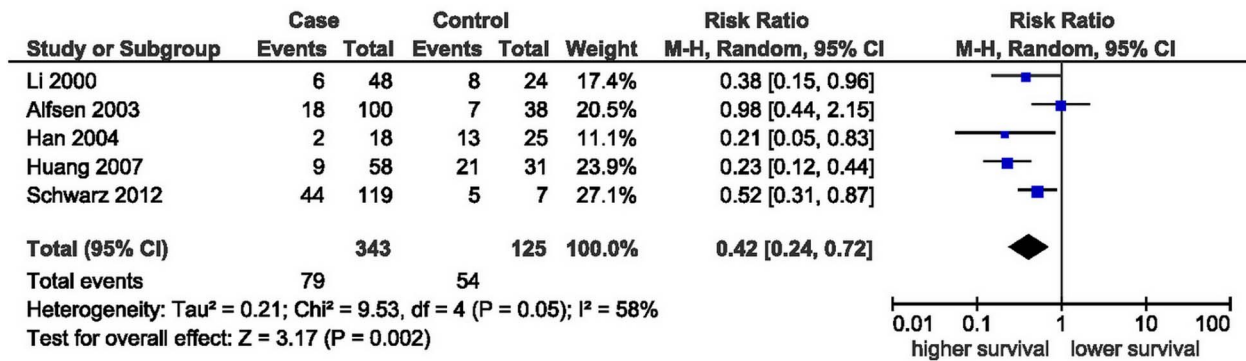 Case Control Risk Ratio Risk Ratio
Study or Subgroup Events Total Events Total Weight M-H, Random, 95% CI M-H, Random, 95% CI
Li 2000 6 48 8 24 17.4% 0.38 [0.15, 0.96]
Alfsen 2003 18 100 7 38 20.5% 0.98 [0.44, 2.15]
Han 2004 2 18 13 25 11.1% 0.21 [0.05, 0.83]
Huang 2007 9 58 21 31 23.9% 0.23 [0.12, 0.44]
Schwarz 2012 44 119 5 7 27.1% 0.52 [0.31, 0.87]
Total (95% CI) 343 125 100.0% 0.42 [0.24, 0.72]
Total events 79 54
Heterogeneity: Tau² = 0.21; Chi² = 9.53, df = 4 (P = 0.05); I² = 58%
Test for overall effect: Z = 3.17 (P = 0.002)
0.01 0.1 1 10 100
higher survival lower survival